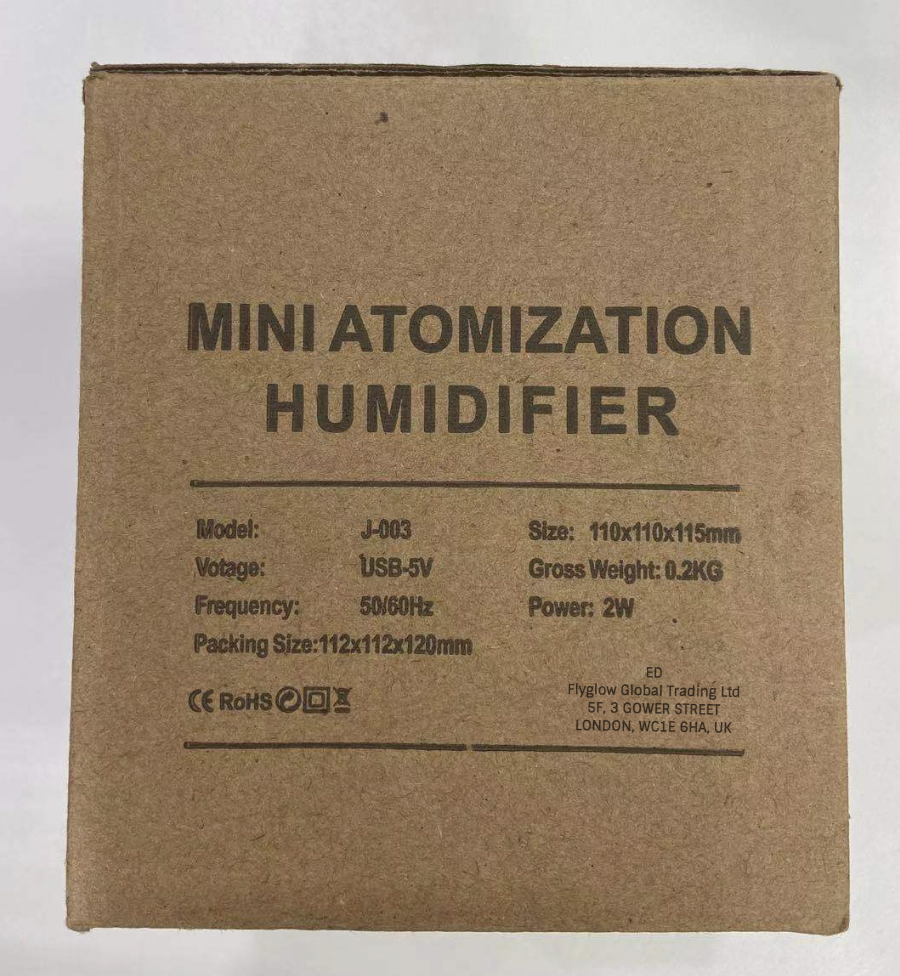 MINI ATOMIZATION
HUMIDIFIER
Model: J-003 Size: 110x110x115mm
Votage: USB-5V Gross Weight: 0.2KG
Frequency: 50/60Hz Power: 2W
Packing Size:112x112x120mm
CE RoHS
ED
Flyglow Global Trading Ltd
5F, 3 GOWER STREET
LONDON, WC1E 6HA, UK